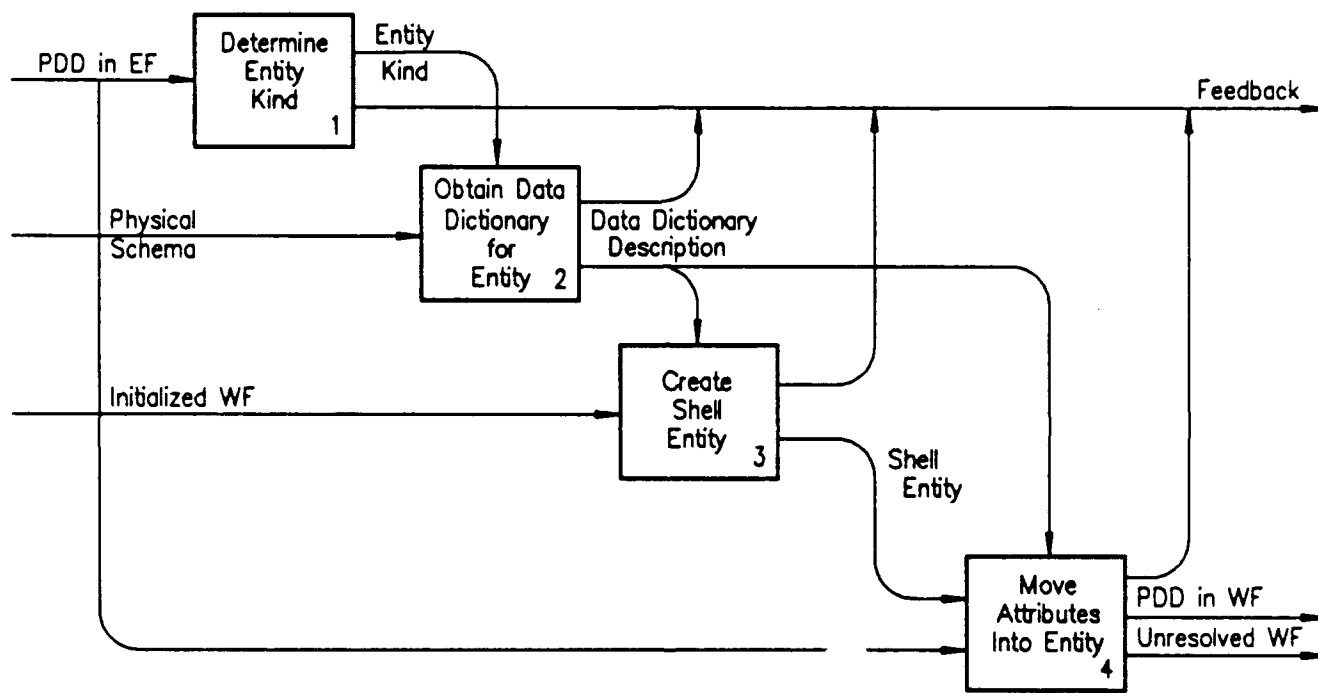 PDD in EF
Determine
Entity
Kind
1
Entity
Kind
Feedback
Physical
Schema
Obtain Data
Dictionary
for
Entity
2
Data Dictionary
Description
Initialized WF
Create
Shell
Entity
3
Shell
Entity
Move
Attributes
Into Entity
4
PDD in WF
Unresolved WF